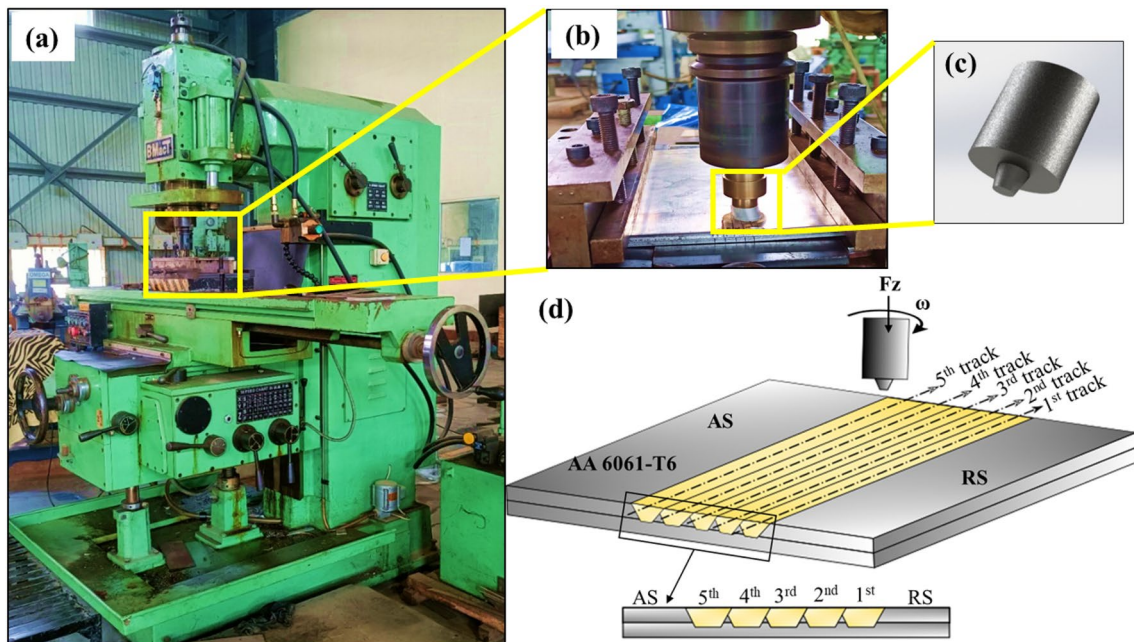 (a)
BMaCT
(b)
(c)
(d)
Fz
ω
5th track
4th track
3rd track
2nd track
1st track
AS
AA 6061-T6
RS
AS 5th 4th 3rd 2nd 1st RS